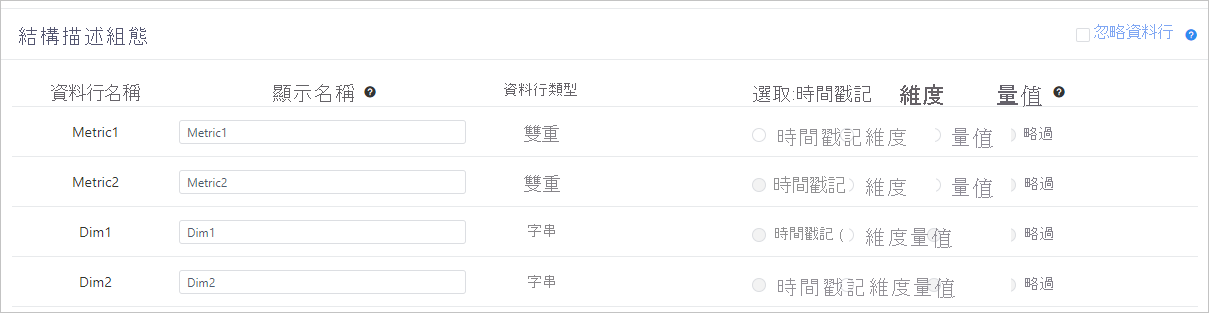 結構描述組態 忽略資料行
資料行名稱 顯示名稱 資料行類型 選取:時間戳記 維度 量值
Metric1 Metric1 雙重 時間戳記維度 量值 略過
Metric2 Metric2 雙重 時間戳記 維度 量值 略過
Dim1 Dim1 字串 時間戳記 ( 維度量值 略過
Dim2 Dim2 字串 時間戳記維度量值 略過